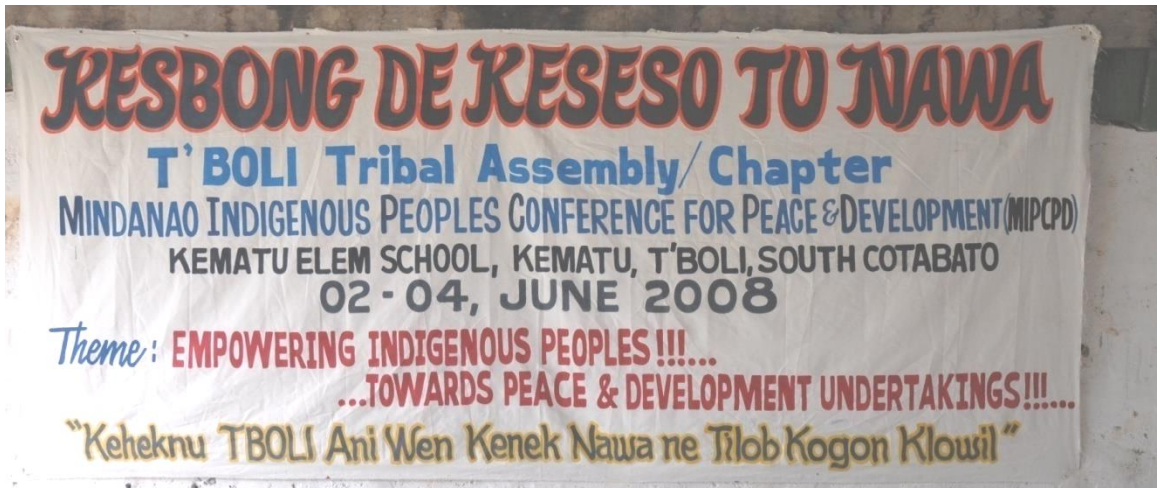 KESBONG DE KESESO TU NAWA
T'BOLI Tribal Assembly/Chapter
MINDANAO INDIGENOUS PEOPLES CONFERENCE FOR PEACE & DEVELOPMENT (MIPCPD)
KEMATU ELEM SCHOOL, KEMATU, T'BOLI, SOUTH COTABATO
02-04, JUNE 2008
Theme: EMPOWERING INDIGENOUS PEOPLES!!!...
...TOWARDS PEACE & DEVELOPMENT UNDERTAKINGS!!!...
"Keheknu TBOLI Ani Wen Kenek Nawa ne Tilob Kogon Klowil"